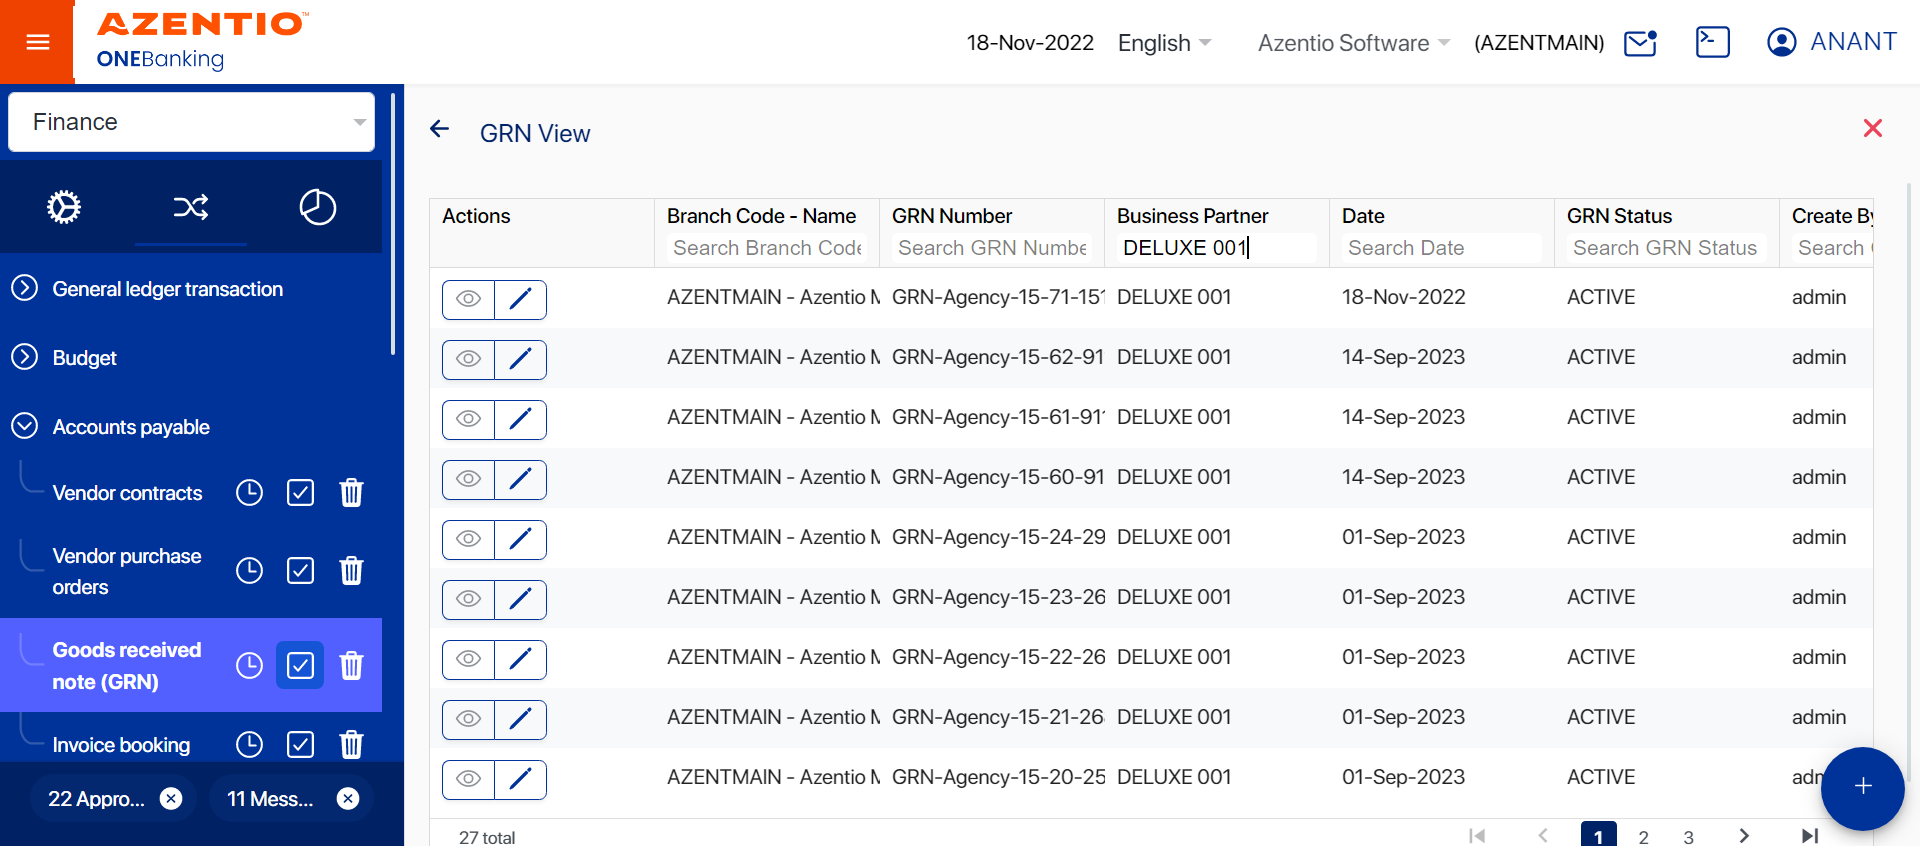 AZENTIO™
ONEBanking
18-Nov-2022 English Azentio Software (AZENTMAIN) ANANT
Finance
General ledger transaction
Budget
Accounts payable
Vendor contracts
Vendor purchase
orders
Goods received
note (GRN)
Invoice booking
22 Appro...
11 Mess...
GRN View
Actions Branch Code - Name GRN Number Business Partner Date GRN Status Create By
Search Branch Code Search GRN Numbe DELUXE 001 Search Date Search GRN Status Search
AZENTMAIN - Azentio M GRN-Agency-15-71-151 DELUXE 001 18-Nov-2022 ACTIVE admin
AZENTMAIN - Azentio M GRN-Agency-15-62-91 DELUXE 001 14-Sep-2023 ACTIVE admin
AZENTMAIN - Azentio M GRN-Agency-15-61-911 DELUXE 001 14-Sep-2023 ACTIVE admin
AZENTMAIN - Azentio M GRN-Agency-15-60-91 DELUXE 001 14-Sep-2023 ACTIVE admin
AZENTMAIN - Azentio M GRN-Agency-15-24-29 DELUXE 001 01-Sep-2023 ACTIVE admin
AZENTMAIN - Azentio M GRN-Agency-15-23-26 DELUXE 001 01-Sep-2023 ACTIVE admin
AZENTMAIN - Azentio M GRN-Agency-15-22-26 DELUXE 001 01-Sep-2023 ACTIVE admin
AZENTMAIN - Azentio M GRN-Agency-15-21-26 DELUXE 001 01-Sep-2023 ACTIVE admin
AZENTMAIN - Azentio M GRN-Agency-15-20-25 DELUXE 001 01-Sep-2023 ACTIVE adm
27 total 1 2 3